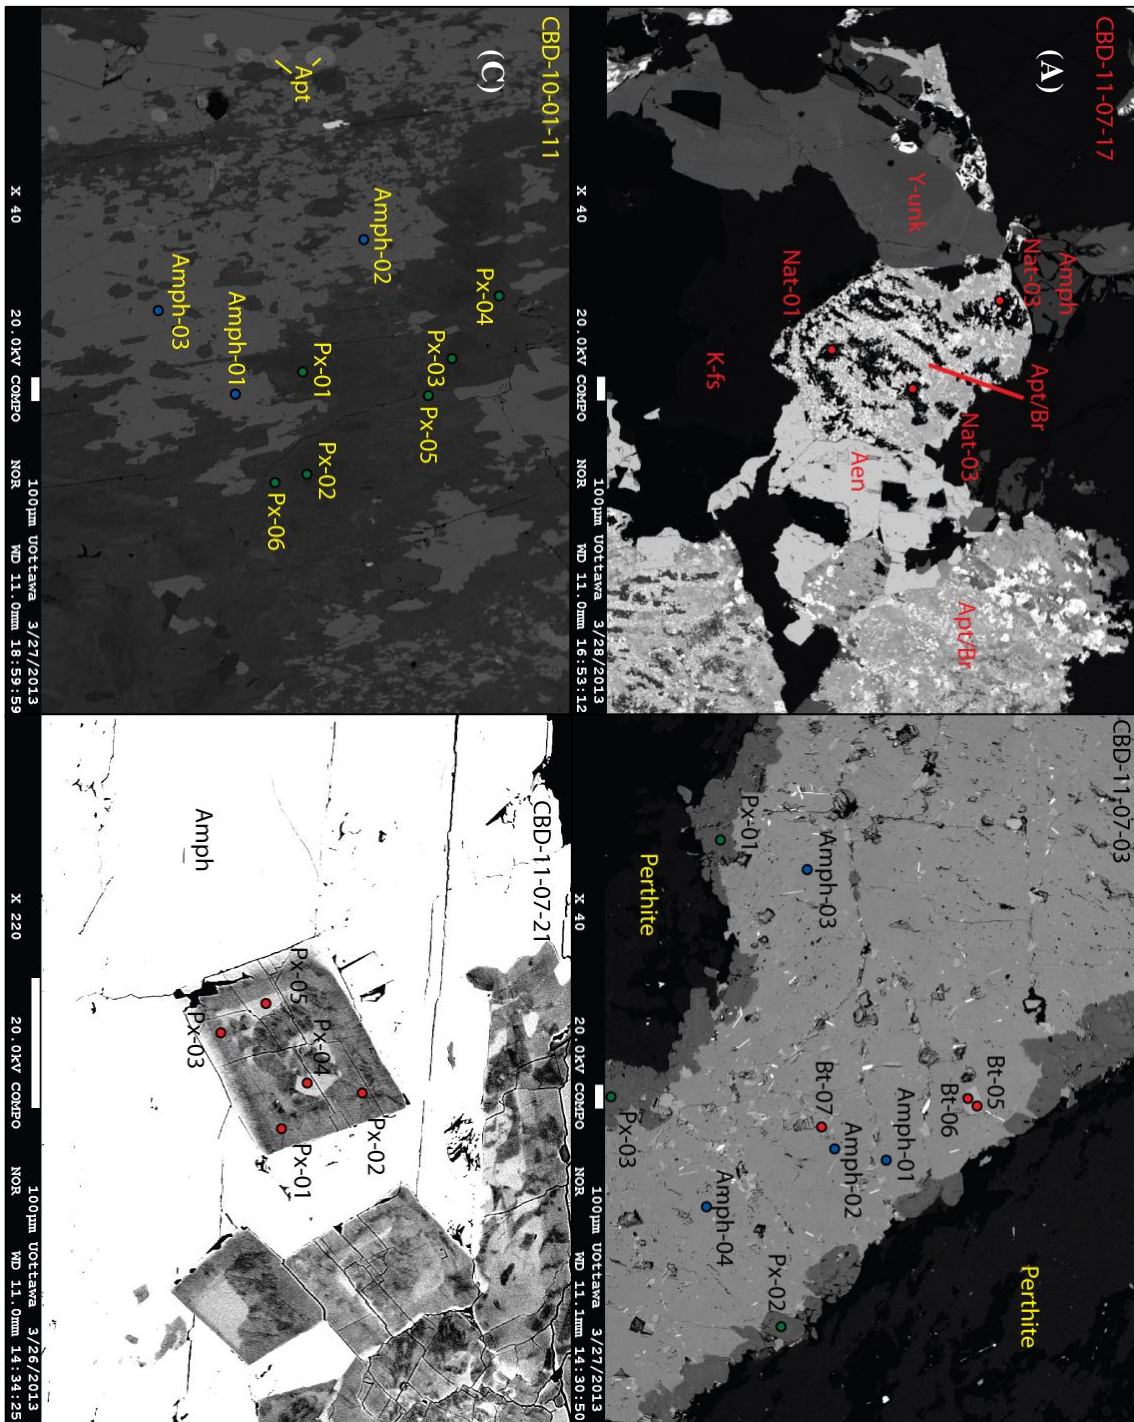 CBD-11-07-17
(A)
Amph
Nat-03
Apt/Br
Nat-03
Apt/Br
Y-unk
Aen
Nat-01
K-fs
100µm Uottawa 3/28/2013
X 40 20.0kV COMPO NOR WD 11.0mm 16:53:12
CBD-11-07-03
Perthite
Bt-05
Bt-06
Amph-01
Amph-02
Bt-07
Amph-03
Px-02
Px-01
Amph-04
Perthite
Px-03
100µm Uottawa 3/27/2013
X 40 20.0kV COMPO NOR WD 11.1mm 14:30:50
CBD-10-01-11
(C)
Px-04
Px-03
Px-05
Amph-02
Px-01
Px-02
Apt
Px-06
Amph-01
Amph-03
100µm Uottawa 3/27/2013
X 40 20.0kV COMPO NOR WD 11.0mm 18:59:59
CBD-11-07-21
Px-02
Px-04
Px-05
Px-01
Px-03
Amph
100µm Uottawa 3/26/2013
X 220 20.0kV COMPO NOR WD 11.0mm 14:34:25